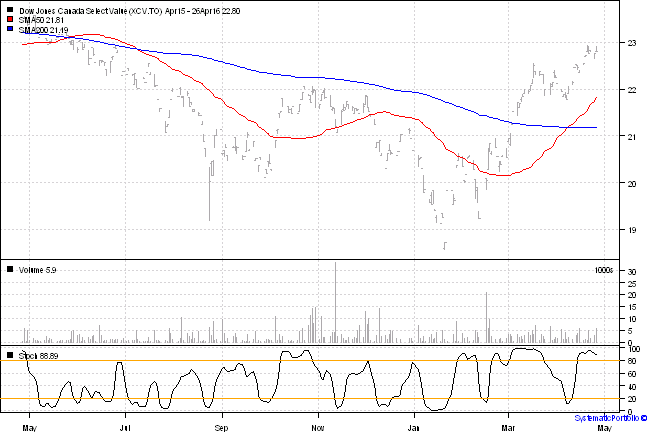 Dow Jones Canada Select Value (XCV.TO) Apr15 - 26Apr16 22.80
SMA50 21.81
SMA200 21.49
23
22
21
20
19
Volume 5.9
1000s
30
25
20
15
10
5
0
Stoch 88.89
100
80
60
40
20
0
May
Jul
Sep
Nov
Jan
Mar
May
SystematicPortfolio ©